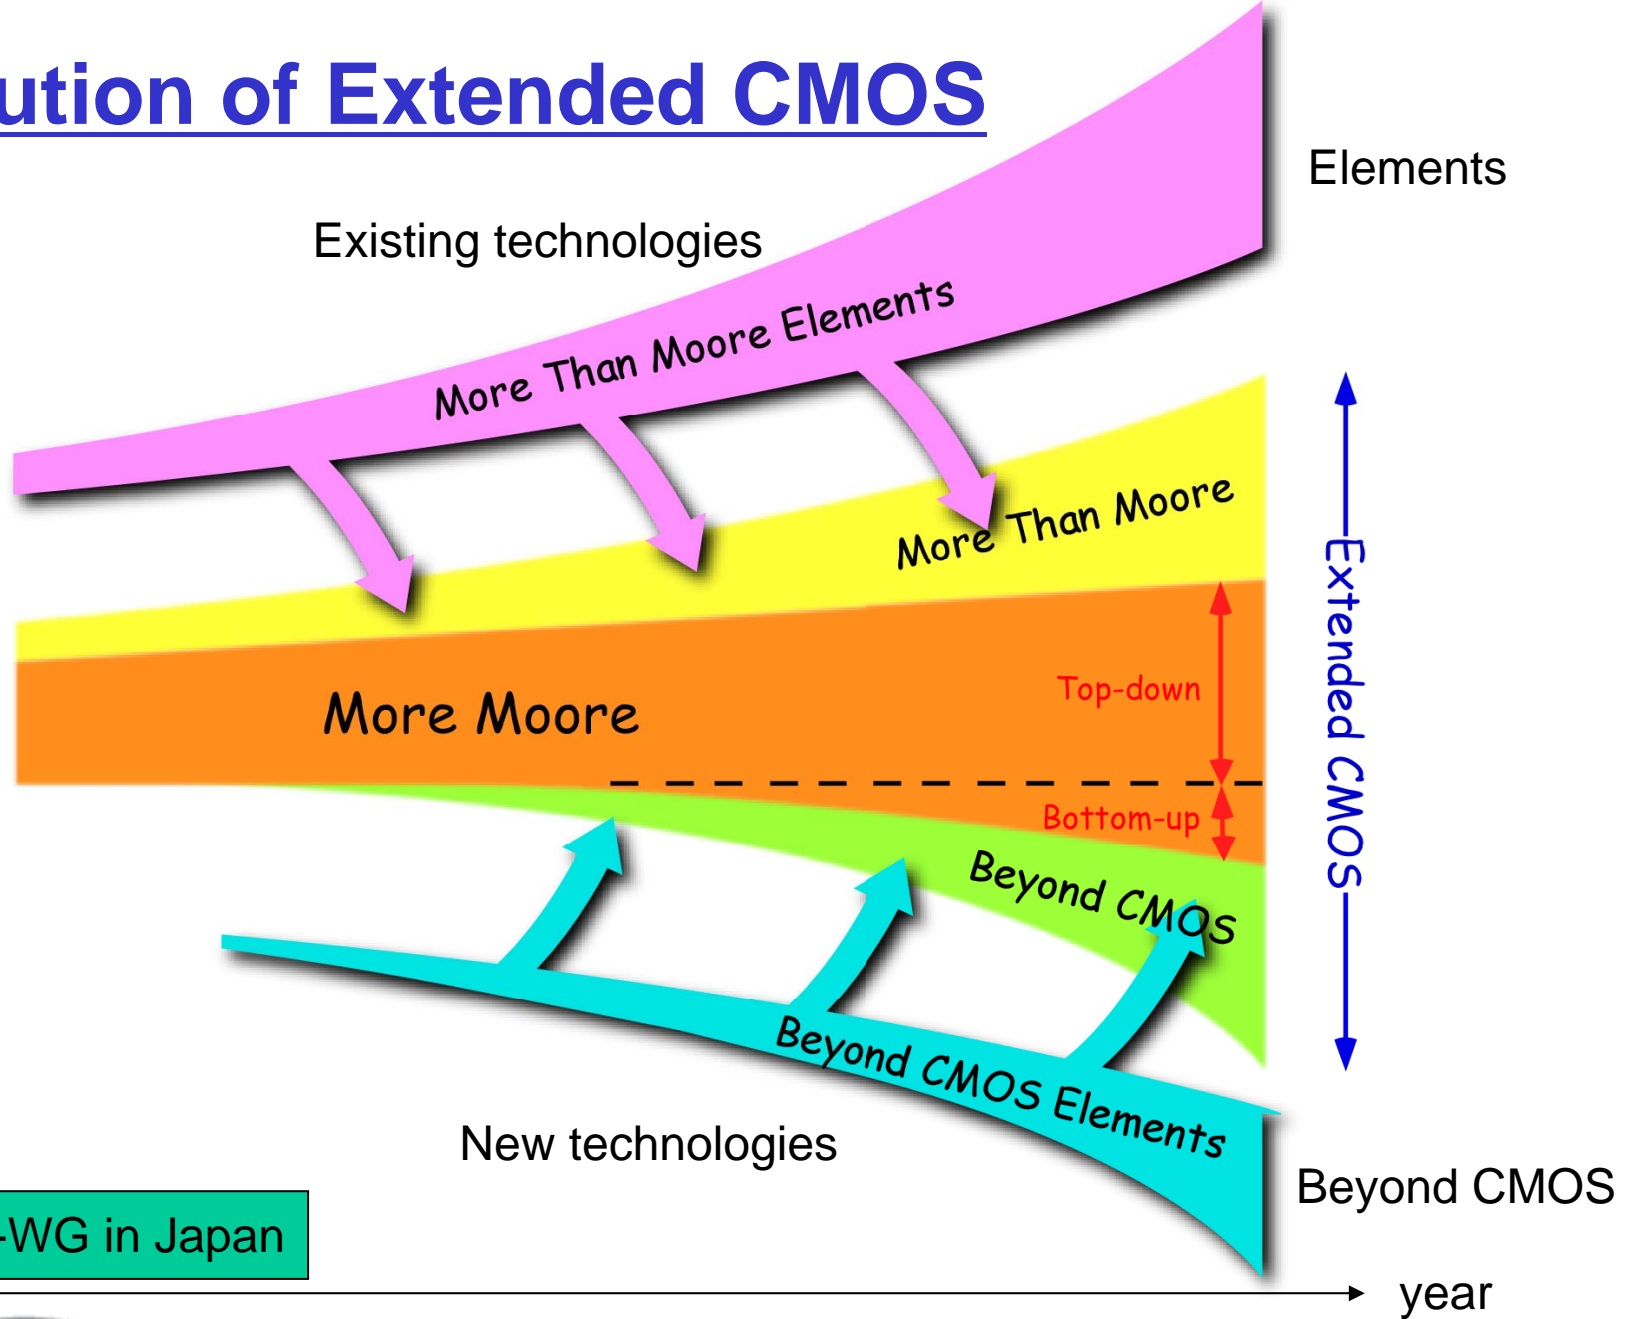 ution of Extended CMOS
Elements
Existing technologies
More Than Moore Elements
More Than Moore
Extended CMOS
Top-down
More Moore
Bottom-up
Beyond CMOS
Beyond CMOS Elements
New technologies
Beyond CMOS
-WG in Japan
year